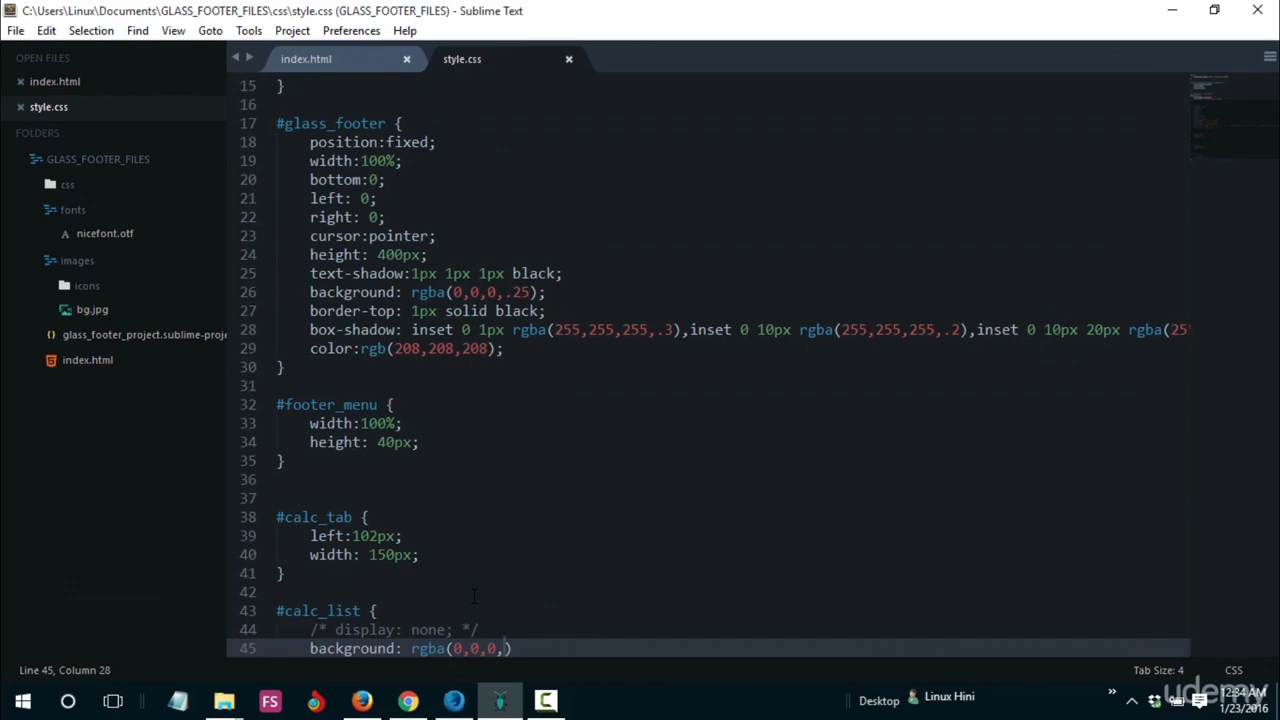 C:\Users\Linux\Documents\GLASS_FOOTER_FILES\css\style.css (GLASS_FOOTER_FILES) - Sublime Text
File Edit Selection Find View Goto Tools Project Preferences Help
OPEN FILES
index.html
style.css
FOLDERS
GLASS_FOOTER_FILES
css
fonts
nicefont.otf
images
icons
bg.jpg
glass_footer_project.sublime-proje
index.html
index.html
style.css
15 }
16
17 #glass_footer {
18 position:fixed;
19 width:100%;
20 bottom:0;
21 left: 0;
22 right: 0;
23 cursor:pointer;
24 height: 400px;
25 text-shadow:1px 1px 1px black;
26 background: rgba(0,0,0,.25);
27 border-top: 1px solid black;
28 box-shadow: inset 0 1px rgba(255,255,255,.3),inset 0 10px rgba(255,255,255,.2),inset 0 10px 20px rgba(25
29 color:rgb(208,208,208);
30 }
31
32 #footer_menu {
33 width:100%;
34 height: 40px;
35 }
36
37
38 #calc_tab {
39 left:102px;
40 width: 150px;
41 }
42
43 #calc_list {
44 /* display: none; */
45 background: rgba(0,0,0,)
Line 45, Column 28
Tab Size: 4
CSS
FS
Desktop
Linux Hini
12:34 AM
1/23/2016
udemy